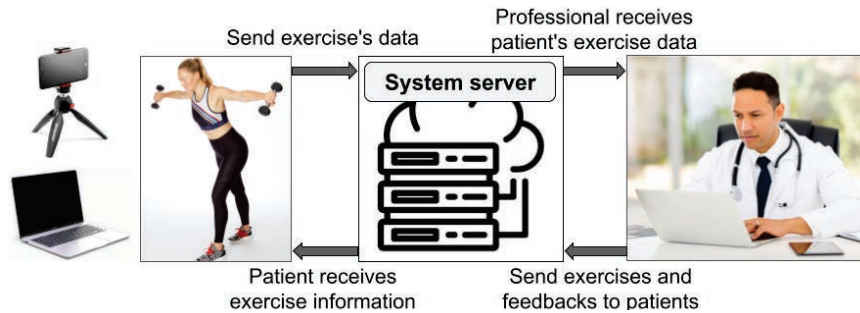 Send exercise's data
Professional receives
patient's exercise data
System server
Patient receives
exercise information
Send exercises and
feedbacks to patients